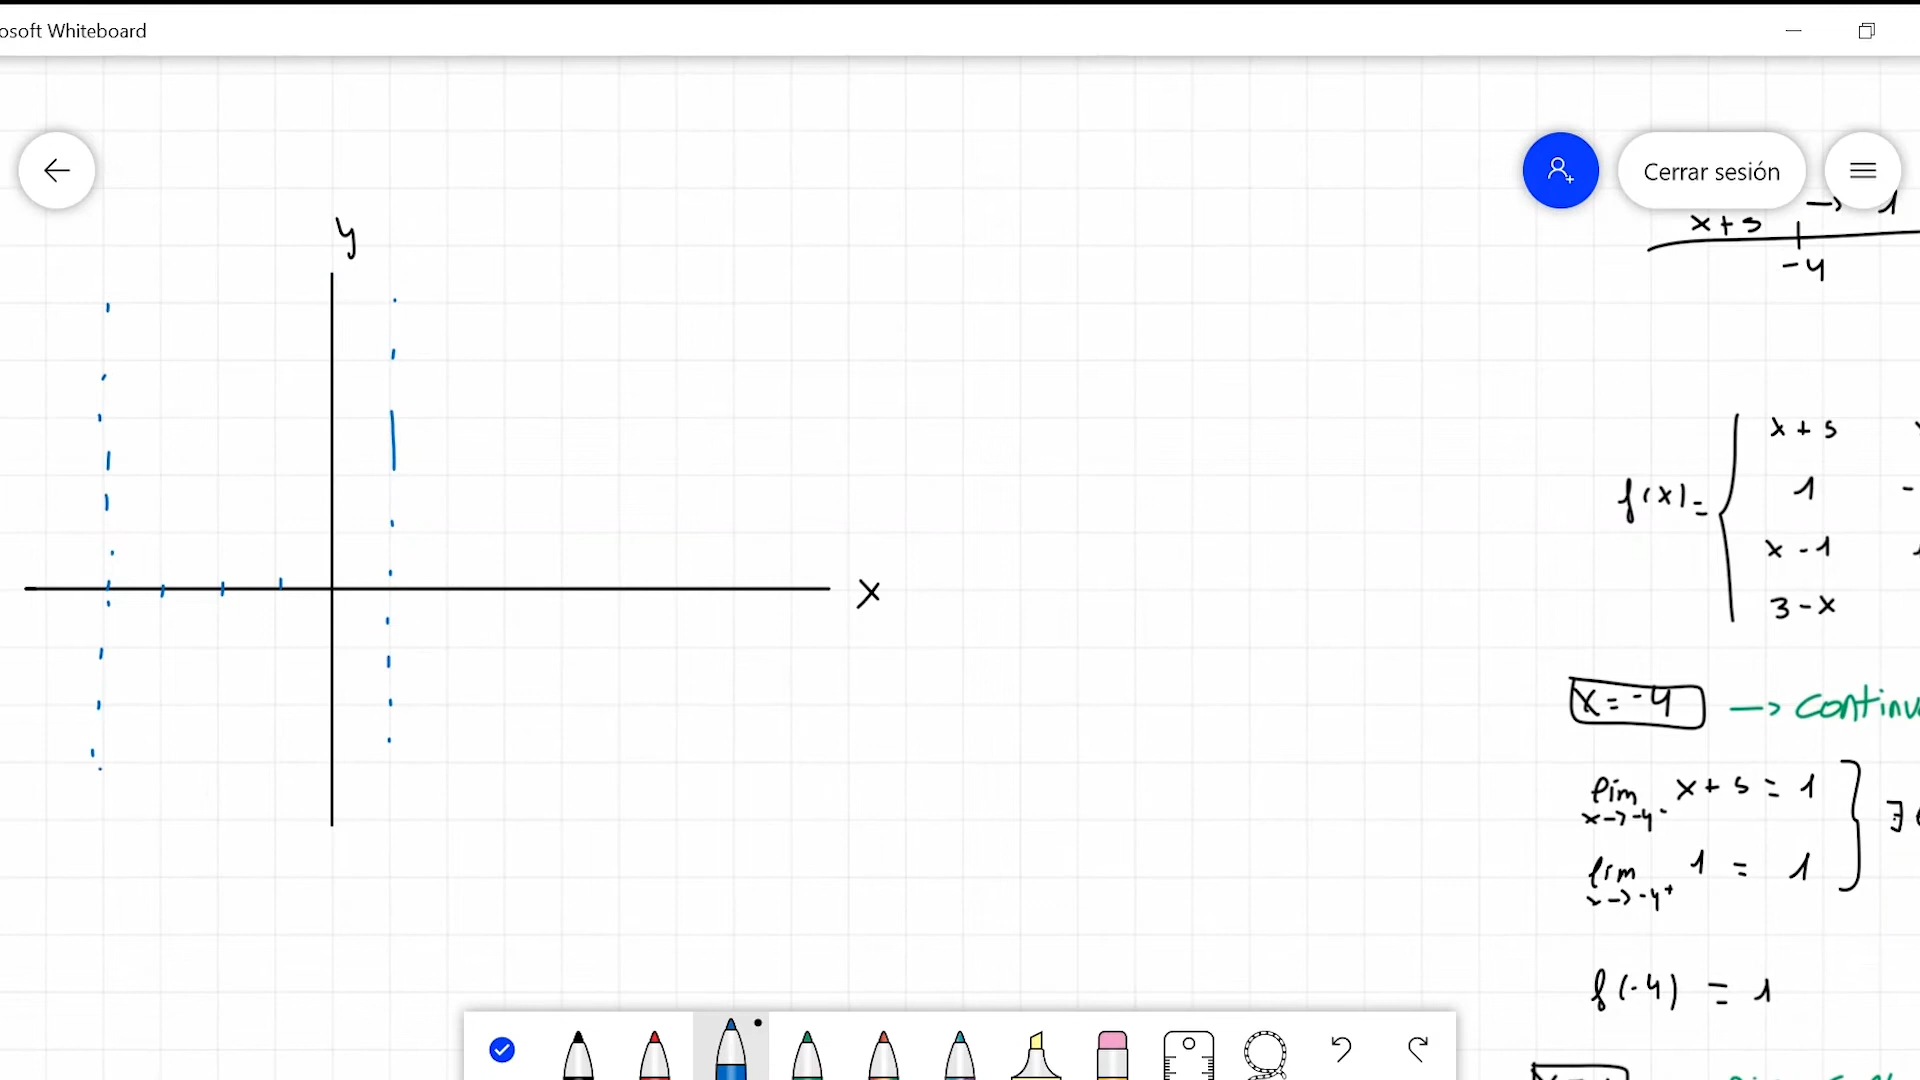 osoft Whiteboard
Cerrar sesión
y
x
→ 1
x+5
-4
f(x)=
x+5
1 -
x-1
3-x
x=-4 → continu
lim x+5 = 1
x→-4-
∃
lim 1 = 1
x→-4+
f(-4) = 1